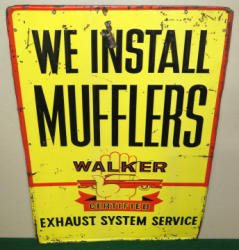 WE INSTALL
MUFFLERS
WALKER
CERTIFIED
EXHAUST SYSTEM SERVICE